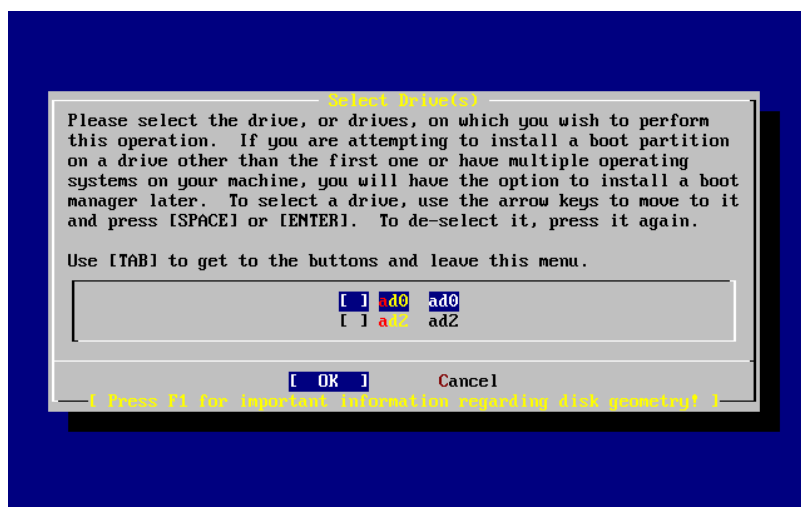 Select Drive(s)
Please select the drive, or drives, on which you wish to perform
this operation.  If you are attempting to install a boot partition
on a drive other than the first one or have multiple operating
systems on your machine, you will have the option to install a boot
manager later.  To select a drive, use the arrow keys to move to it
and press [SPACE] or [ENTER].  To de-select it, press it again.
Use [TAB] to get to the buttons and leave this menu.
[ ] ad0  ad0
[ ] ad2  ad2
[  OK  ]  Cancel
[ Press F1 for important information regarding disk geometry! ]